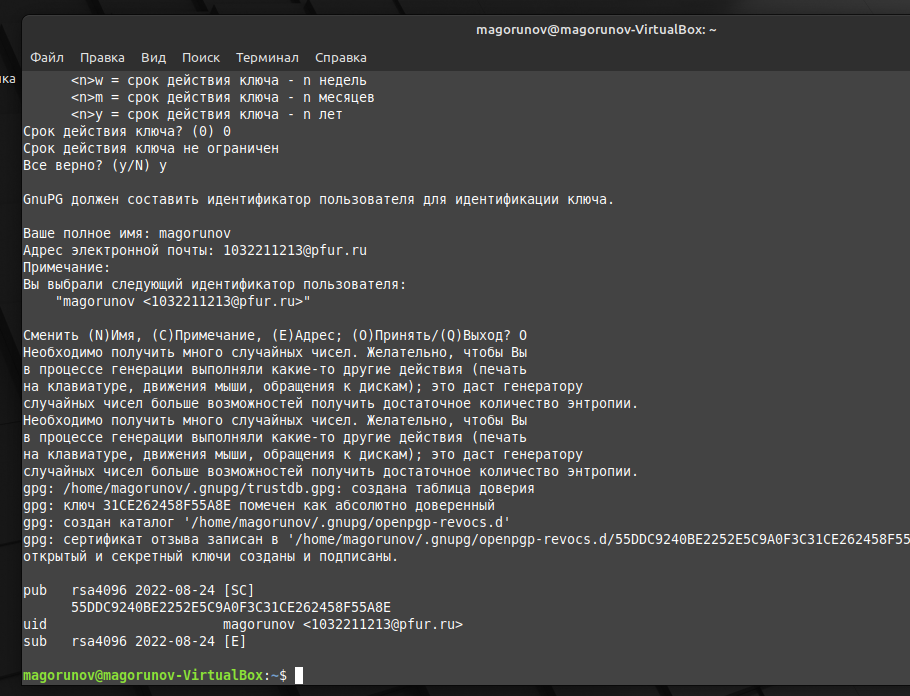 magorunov@magorunov-VirtualBox: ~
Файл Правка Вид Поиск Терминал Справка
ка
<n>w = срок действия ключа - n недель
<n>m = срок действия ключа - n месяцев
<n>y = срок действия ключа - n лет
Срок действия ключа? (0) 0
Срок действия ключа не ограничен
Все верно? (y/N) y
GnuPG должен составить идентификатор пользователя для идентификации ключа.
Ваше полное имя: magorunov
Адрес электронной почты: 1032211213@pfur.ru
Примечание:
Вы выбрали следующий идентификатор пользователя:
"magorunov <1032211213@pfur.ru>"
Сменить (N)Имя, (C)Примечание, (E)Адрес; (O)Принять/(Q)Выход? O
Необходимо получить много случайных чисел. Желательно, чтобы Вы
в процессе генерации выполняли какие-то другие действия (печать
на клавиатуре, движения мыши, обращения к дискам); это даст генератору
случайных чисел больше возможностей получить достаточное количество энтропии.
Необходимо получить много случайных чисел. Желательно, чтобы Вы
в процессе генерации выполняли какие-то другие действия (печать
на клавиатуре, движения мыши, обращения к дискам); это даст генератору
случайных чисел больше возможностей получить достаточное количество энтропии.
gpg: /home/magorunov/.gnupg/trustdb.gpg: создана таблица доверия
gpg: ключ 31CE262458F55A8E помечен как абсолютно доверенный
gpg: создан каталог '/home/magorunov/.gnupg/openpgp-revocs.d'
gpg: сертификат отзыва записан в '/home/magorunov/.gnupg/openpgp-revocs.d/55DDC9240BE2252E5C9A0F3C31CE262458F55
открытый и секретный ключи созданы и подписаны.
pub rsa4096 2022-08-24 [SC]
55DDC9240BE2252E5C9A0F3C31CE262458F55A8E
uid magorunov <1032211213@pfur.ru>
sub rsa4096 2022-08-24 [E]
magorunov@magorunov-VirtualBox:~$